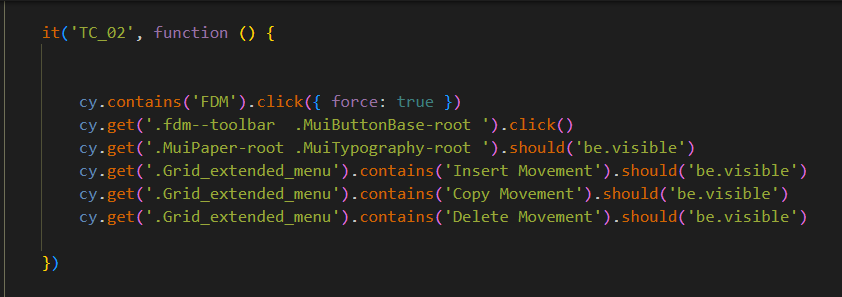 it('TC_02', function () {
cy.contains('FDM').click({ force: true })
cy.get('.fdm--toolbar  .MuiButtonBase-root ').click()
cy.get('.MuiPaper-root .MuiTypography-root ').should('be.visible')
cy.get('.Grid_extended_menu').contains('Insert Movement').should('be.visible')
cy.get('.Grid_extended_menu').contains('Copy Movement').should('be.visible')
cy.get('.Grid_extended_menu').contains('Delete Movement').should('be.visible')
})